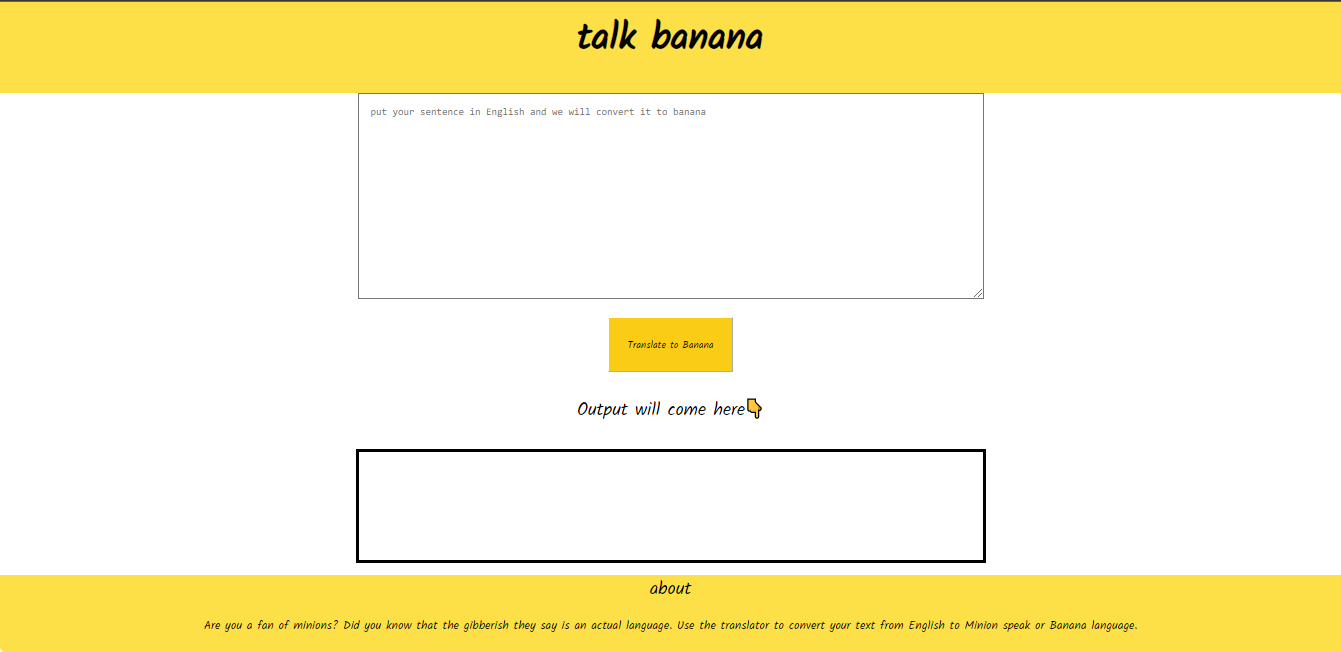 talk banana
put your sentence in English and we will convert it to banana
Translate to Banana
Output will come here👇
about
Are you a fan of minions? Did you know that the gibberish they say is an actual language. Use the translator to convert your text from English to Minion speak or Banana language.